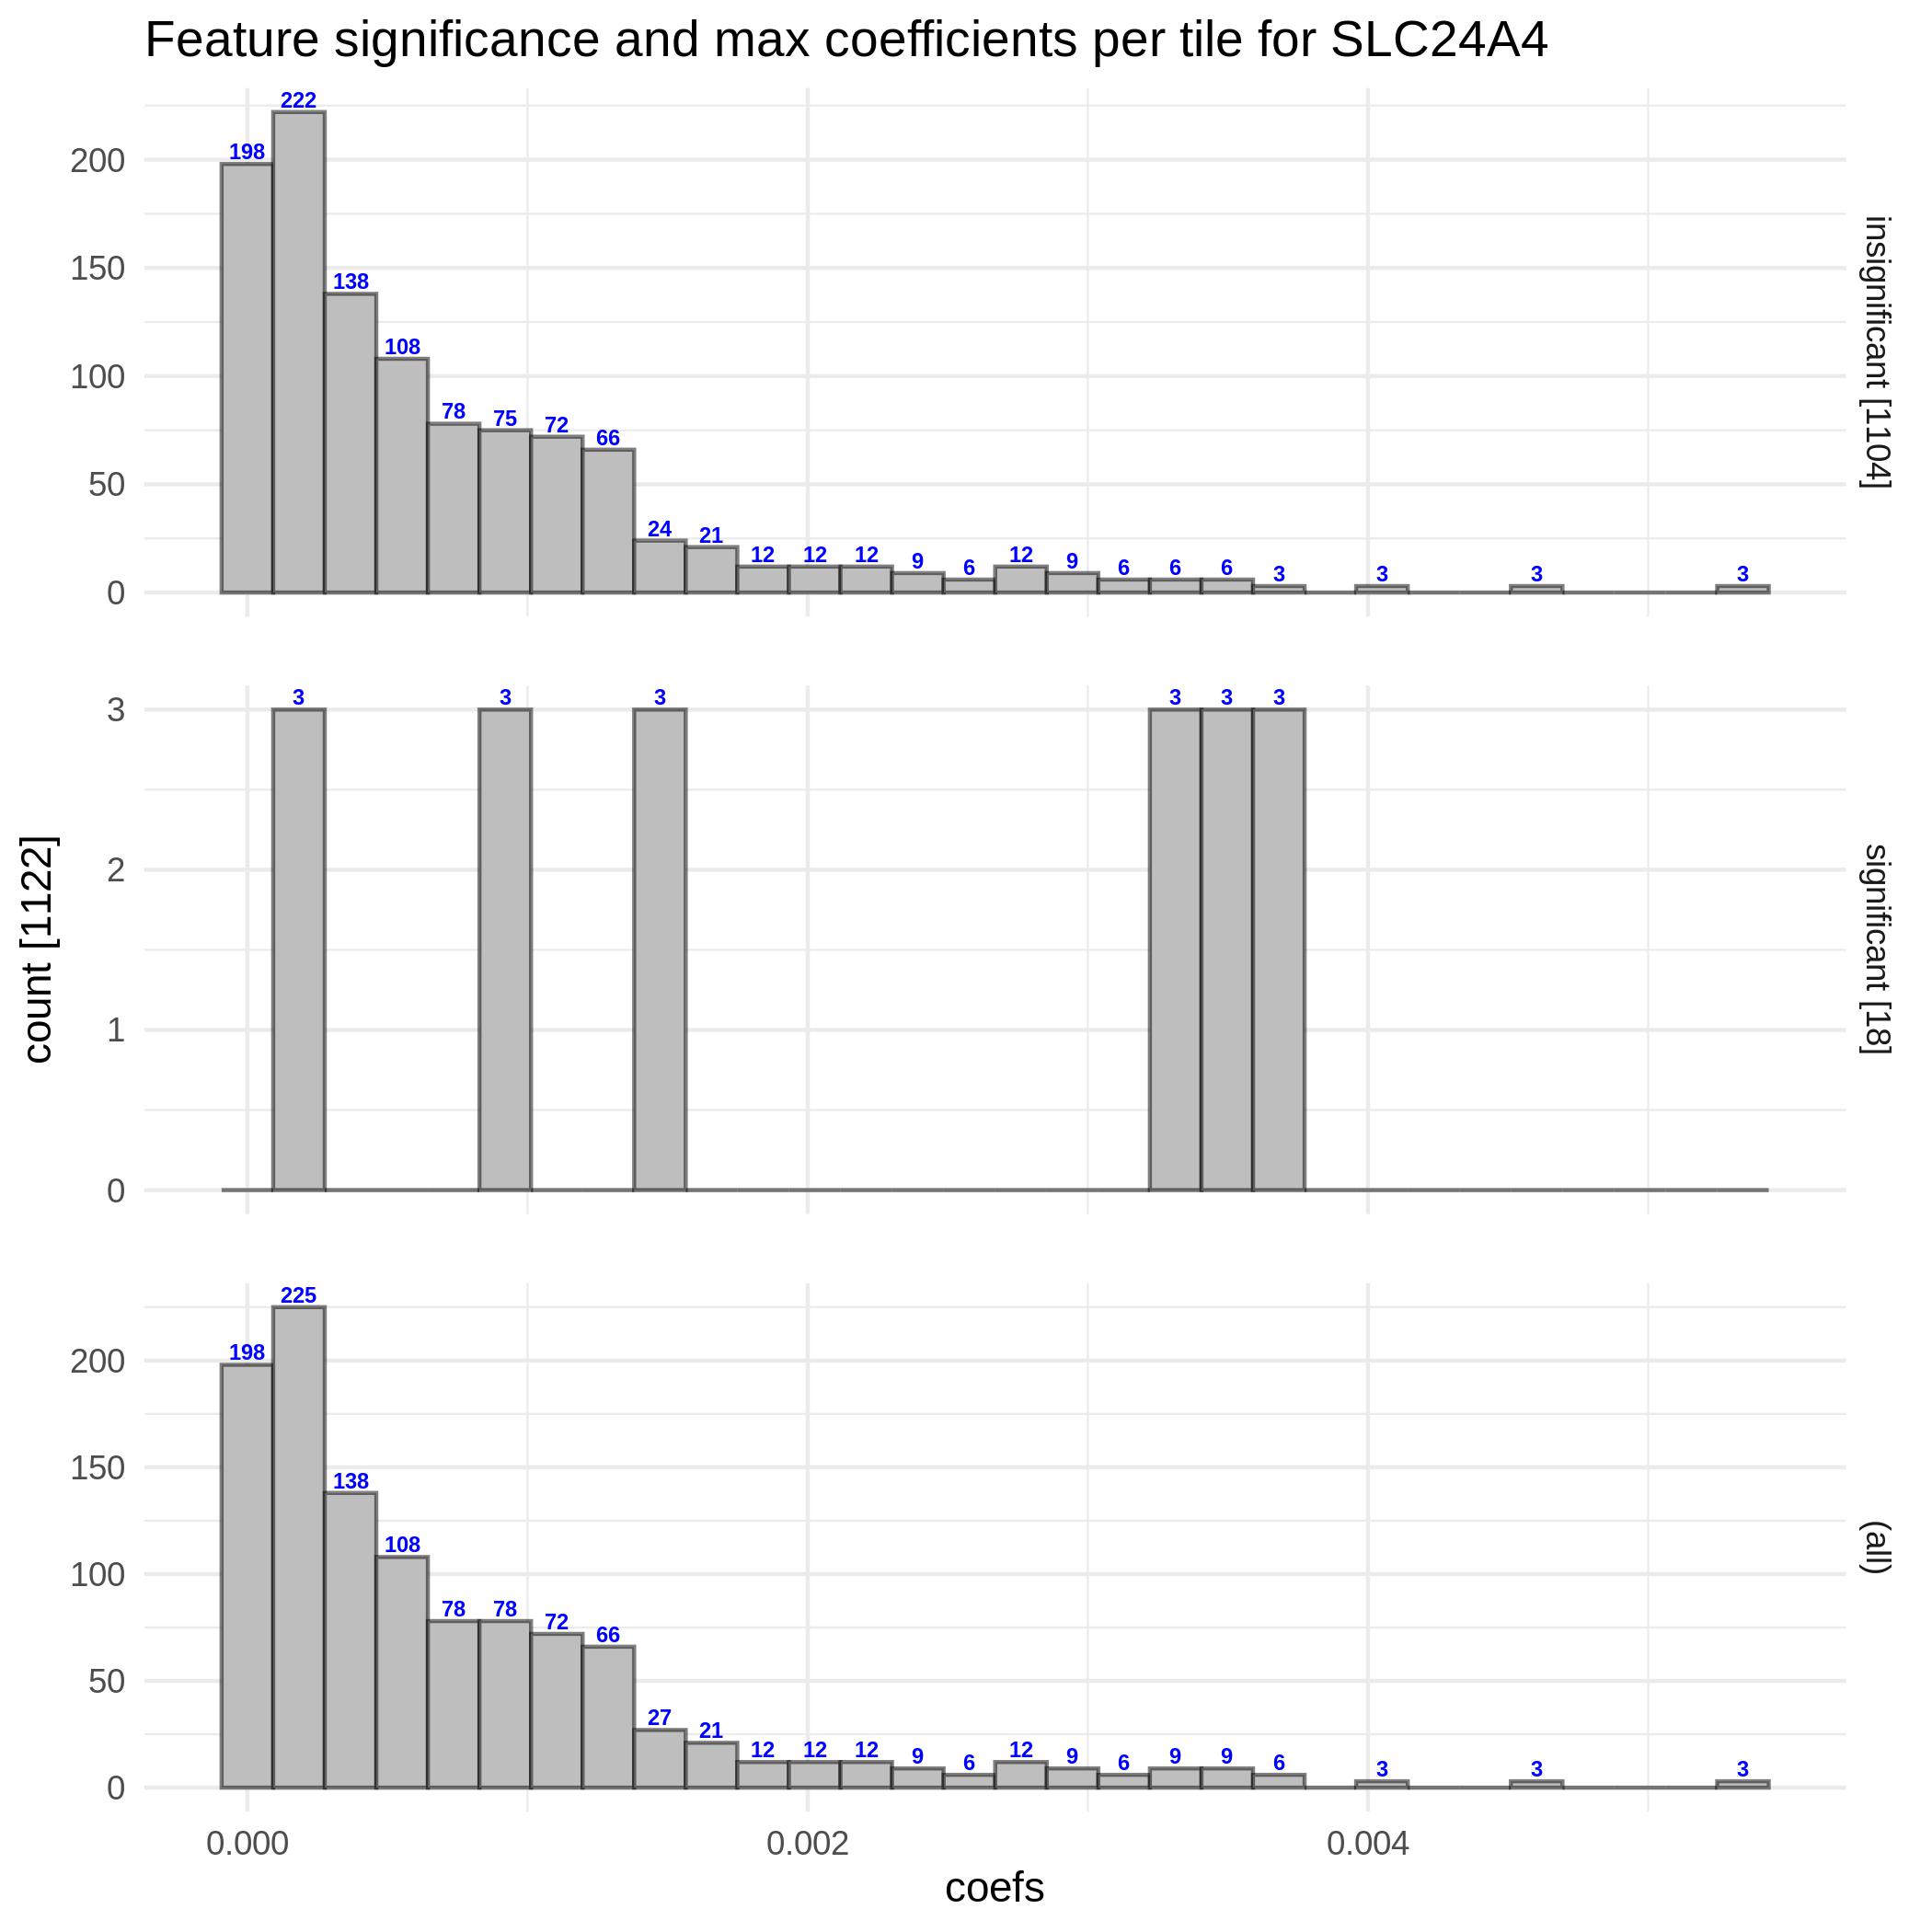 Feature significance and max coefficients per tile for SLC24A4
count [1122]
insignificant [1104]
200
150
100
50
0
198 222 138 108 78 75 72 66 24 21 12 12 12 9 6 12 9 6 6 6 3 3 3 3
significant [18]
3
2
1
0
3 3 3 3 3 3
(all)
200
150
100
50
0
198 225 138 108 78 78 72 66 27 21 12 12 12 9 6 12 9 6 9 9 6 3 3 3
0.000 0.002 0.004
coefs